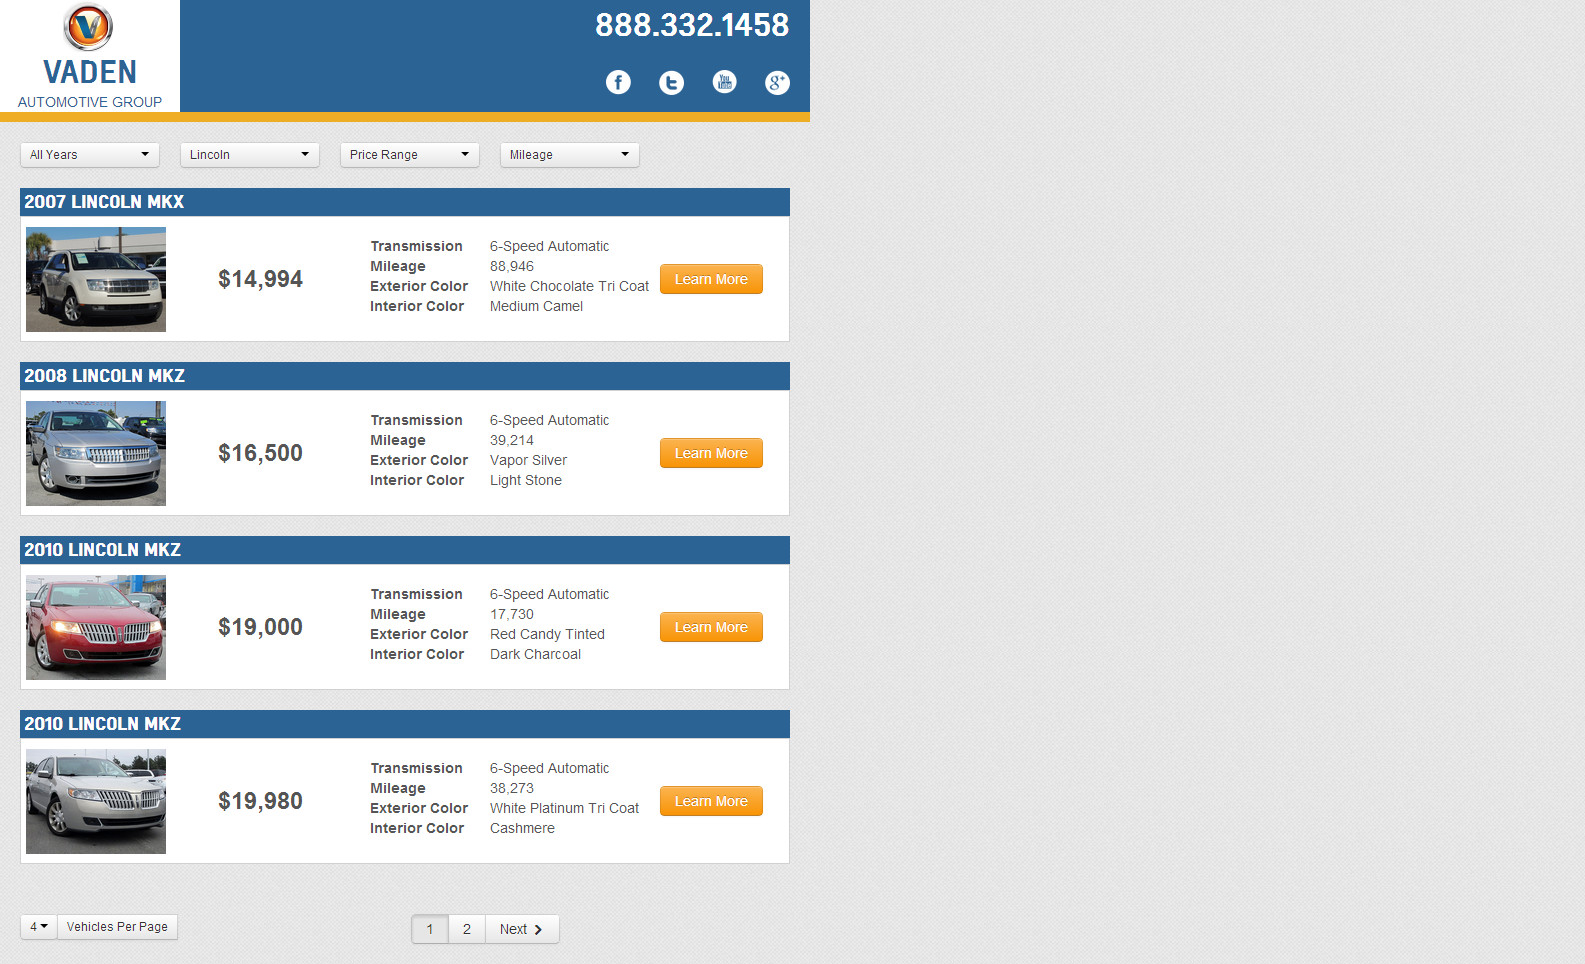 VADEN
AUTOMOTIVE GROUP
888.332.1458
All Years
Lincoln
Price Range
Mileage
2007 LINCOLN MKX
$14,994
Transmission 6-Speed Automatic
Mileage 88,946
Exterior Color White Chocolate Tri Coat
Interior Color Medium Camel
Learn More
2008 LINCOLN MKZ
$16,500
Transmission 6-Speed Automatic
Mileage 39,214
Exterior Color Vapor Silver
Interior Color Light Stone
Learn More
2010 LINCOLN MKZ
$19,000
Transmission 6-Speed Automatic
Mileage 17,730
Exterior Color Red Candy Tinted
Interior Color Dark Charcoal
Learn More
2010 LINCOLN MKZ
$19,980
Transmission 6-Speed Automatic
Mileage 38,273
Exterior Color White Platinum Tri Coat
Interior Color Cashmere
Learn More
4 Vehicles Per Page
1 2 Next